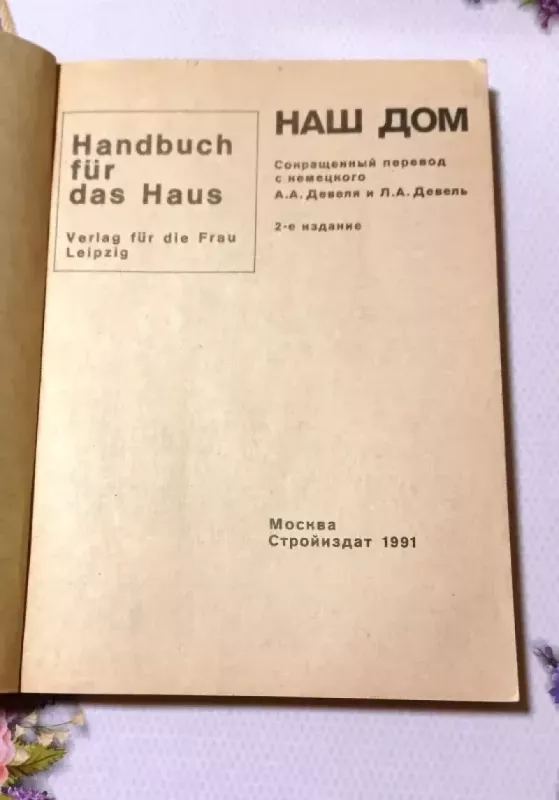 Handbuch
für
das Haus
Verlag für die Frau
Leipzig
НАШ ДОМ
Сокращенный перевод
с немецкого
А.А. Девеля и Л.А. Девель
2-е издание
Москва
Стройиздат 1991